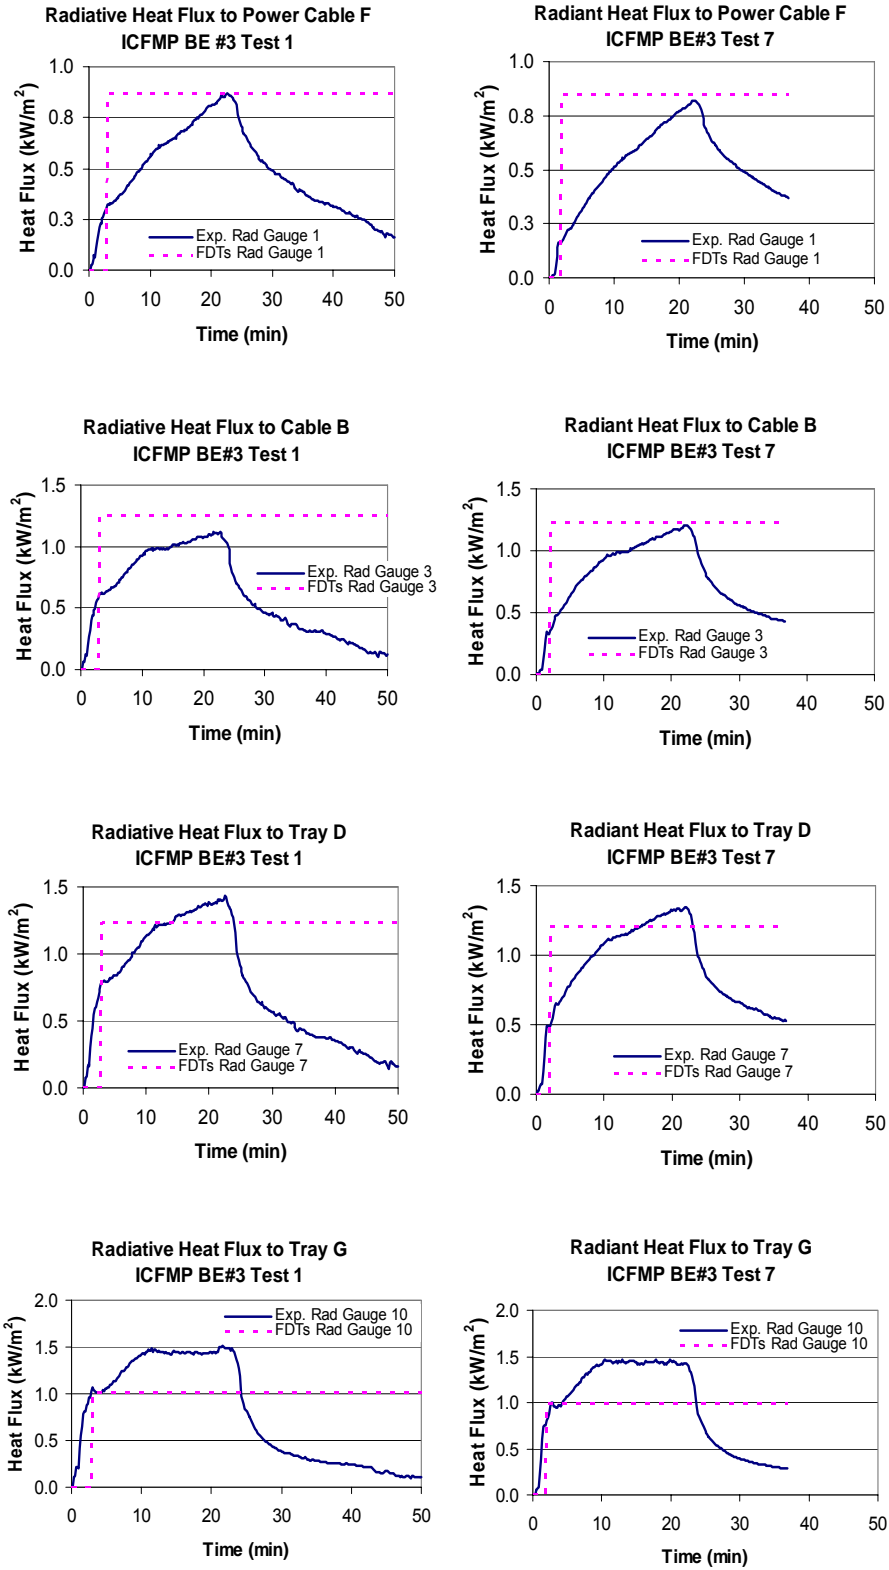 Radiative Heat Flux to Power Cable F
ICFMP BE #3 Test 1
Heat Flux (kW/m²)
1.0
0.8
0.5
0.3
0.0
Exp. Rad Gauge 1
FDTs Rad Gauge 1
0 10 20 30 40 50
Time (min)
Radiant Heat Flux to Power Cable F
ICFMP BE#3 Test 7
Heat Flux (kW/m²)
1.0
0.8
0.5
0.3
0.0
Exp. Rad Gauge 1
FDTs Rad Gauge 1
0 10 20 30 40 50
Time (min)
Radiative Heat Flux to Cable B
ICFMP BE#3 Test 1
Heat Flux (kW/m²)
1.5
1.0
0.5
0.0
Exp. Rad Gauge 3
FDTs Rad Gauge 3
0 10 20 30 40 50
Time (min)
Radiant Heat Flux to Cable B
ICFMP BE#3 Test 7
Heat Flux (kW/m²)
1.5
1.0
0.5
0.0
Exp. Rad Gauge 3
FDTs Rad Gauge 3
0 10 20 30 40 50
Time (min)
Radiative Heat Flux to Tray D
ICFMP BE#3 Test 1
Heat Flux (kW/m²)
1.5
1.0
0.5
0.0
Exp. Rad Gauge 7
FDTs Rad Gauge 7
0 10 20 30 40 50
Time (min)
Radiant Heat Flux to Tray D
ICFMP BE#3 Test 7
Heat Flux (kW/m²)
1.5
1.0
0.5
0.0
Exp. Rad Gauge 7
FDTs Rad Gauge 7
0 10 20 30 40 50
Time (min)
Radiative Heat Flux to Tray G
ICFMP BE#3 Test 1
Heat Flux (kW/m²)
2.0
1.5
1.0
0.5
0.0
Exp. Rad Gauge 10
FDTs Rad Gauge 10
0 10 20 30 40 50
Time (min)
Radiant Heat Flux to Tray G
ICFMP BE#3 Test 7
Heat Flux (kW/m²)
2.0
1.5
1.0
0.5
0.0
Exp. Rad Gauge 10
FDTs Rad Gauge 10
0 10 20 30 40 50
Time (min)